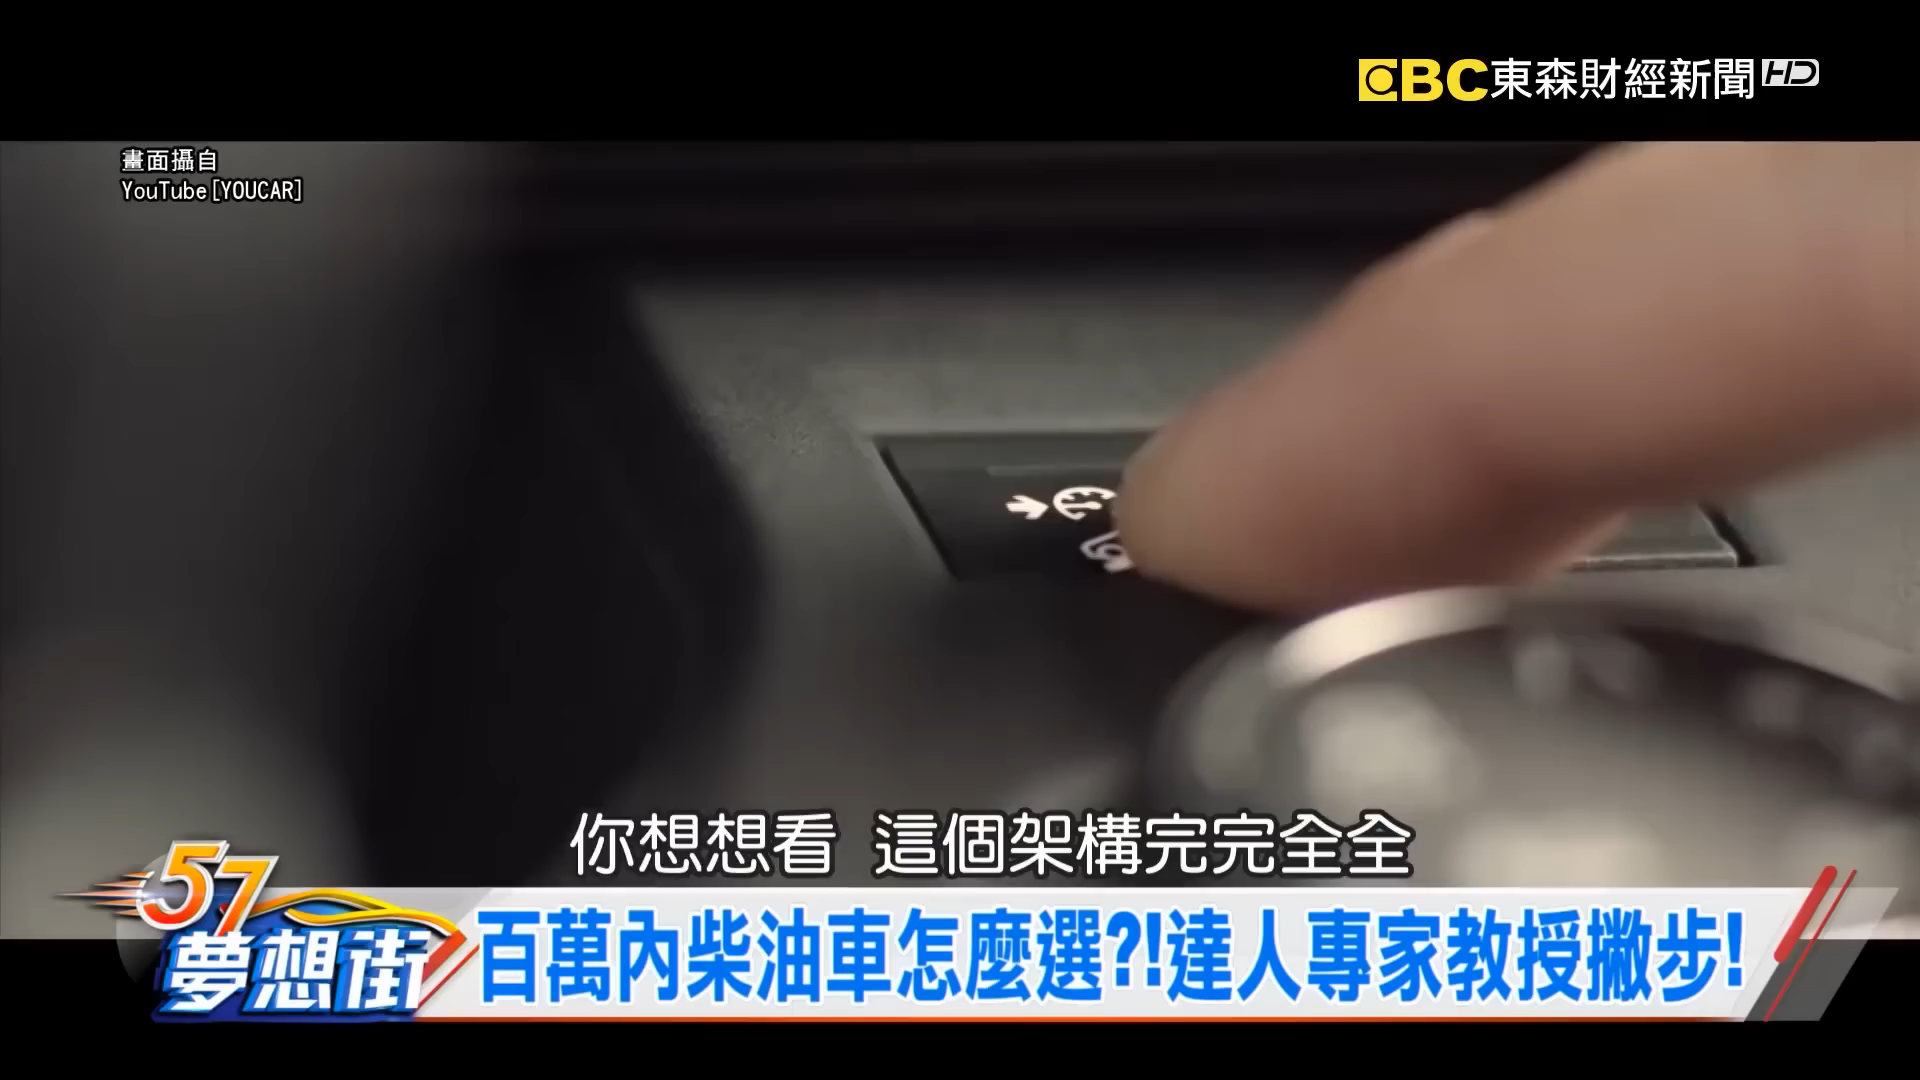 EBC東森財經新聞HD
畫面攝自
YouTube[YOUCAR]
你想想看 這個架構完完全全
57夢想街
百萬內柴油車怎麼選?!達人專家教授撇步!